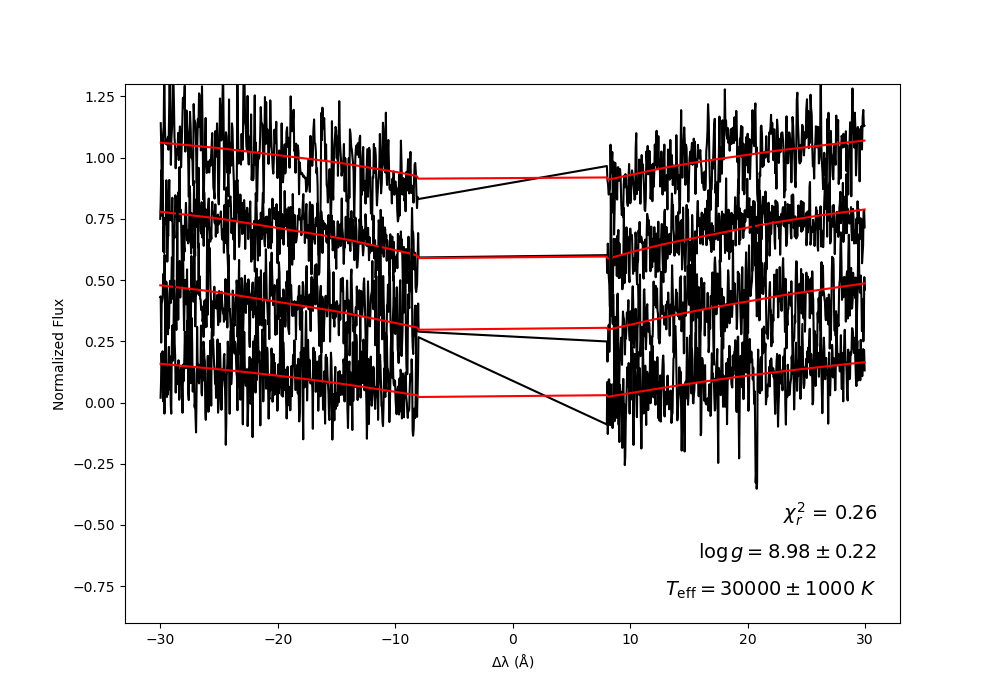 1.25
1.00
0.75
0.50
0.25
0.00
−0.25
−0.50
−0.75
Normalized Flux
χ²ᵣ = 0.26
log g = 8.98 ± 0.22
T_eff = 30000 ± 1000 K
−30 −20 −10 0 10 20 30
Δλ (Å)